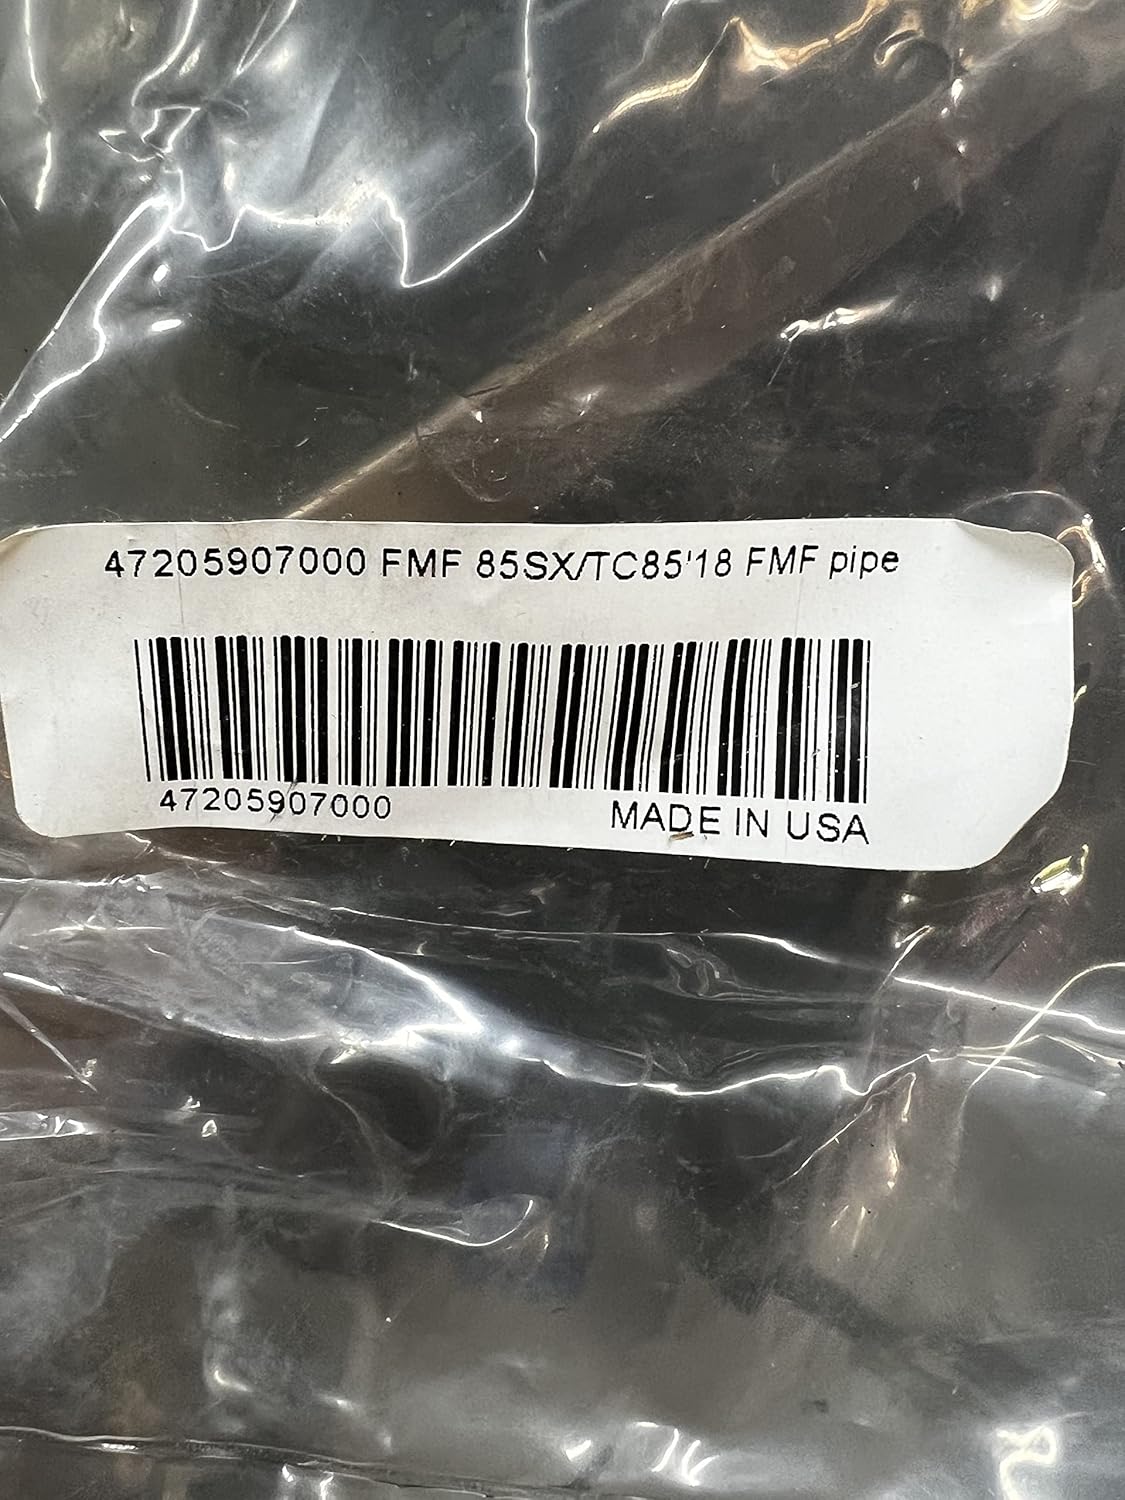 47205907000 FMF 85SX/TC85'18 FMF pipe
47205907000
MADE IN USA